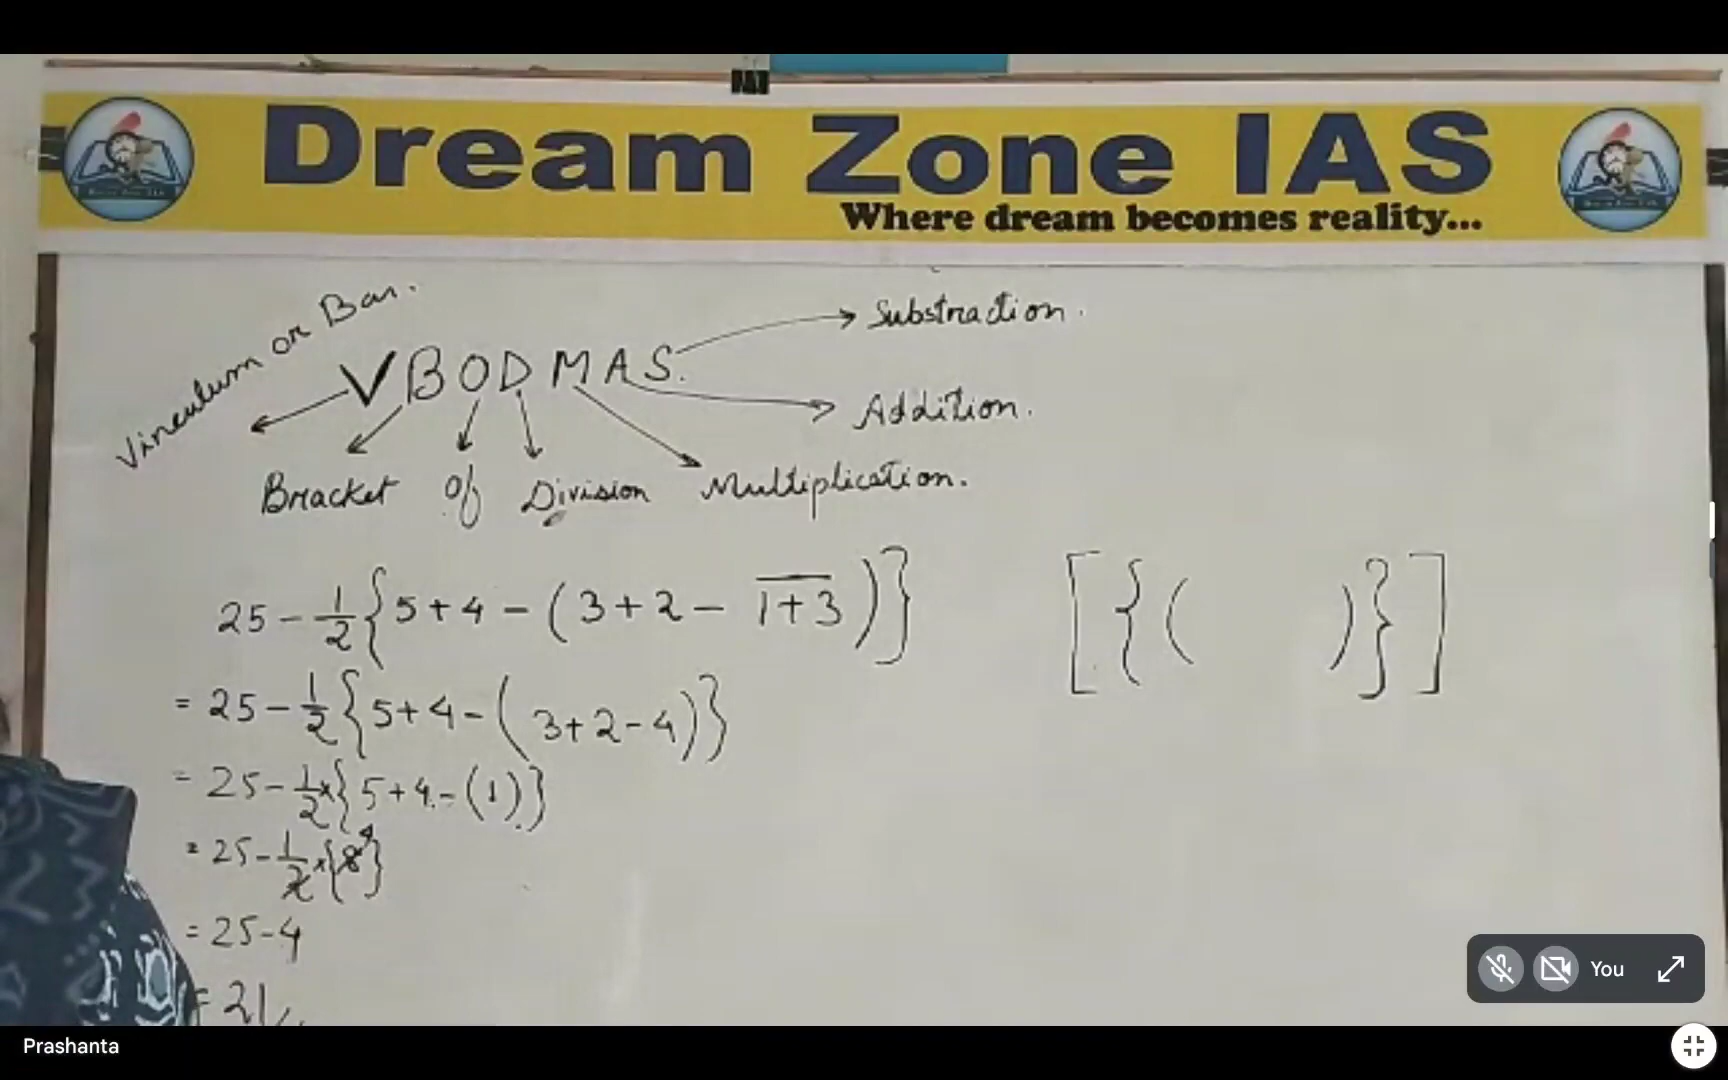 Dream Zone IAS
Where dream becomes reality...
Vinculum or Bar.
VBODMAS.
Substraction.
Addition.
Bracket Of Division Multiplication.
25 - 1/2 {5+4 - (3+2 - 1̅+̅3̅)} [{( )}]
= 25 - 1/2 {5+4 - (3+2-4)}
= 25 - 1/2 × {5+4 - (1)}
= 25 - 1/2 × {8} 4
= 25-4
= 21
You
Prashanta